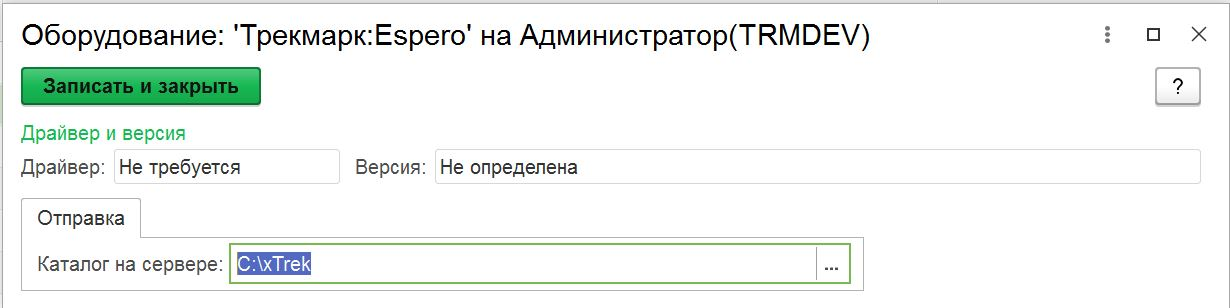 Оборудование: 'Трекмарк:Espero' на Администратор(TRMDEV)
Записать и закрыть
?
Драйвер и версия
Драйвер: Не требуется Версия: Не определена
Отправка
Каталог на сервере: C:\xTrek ...